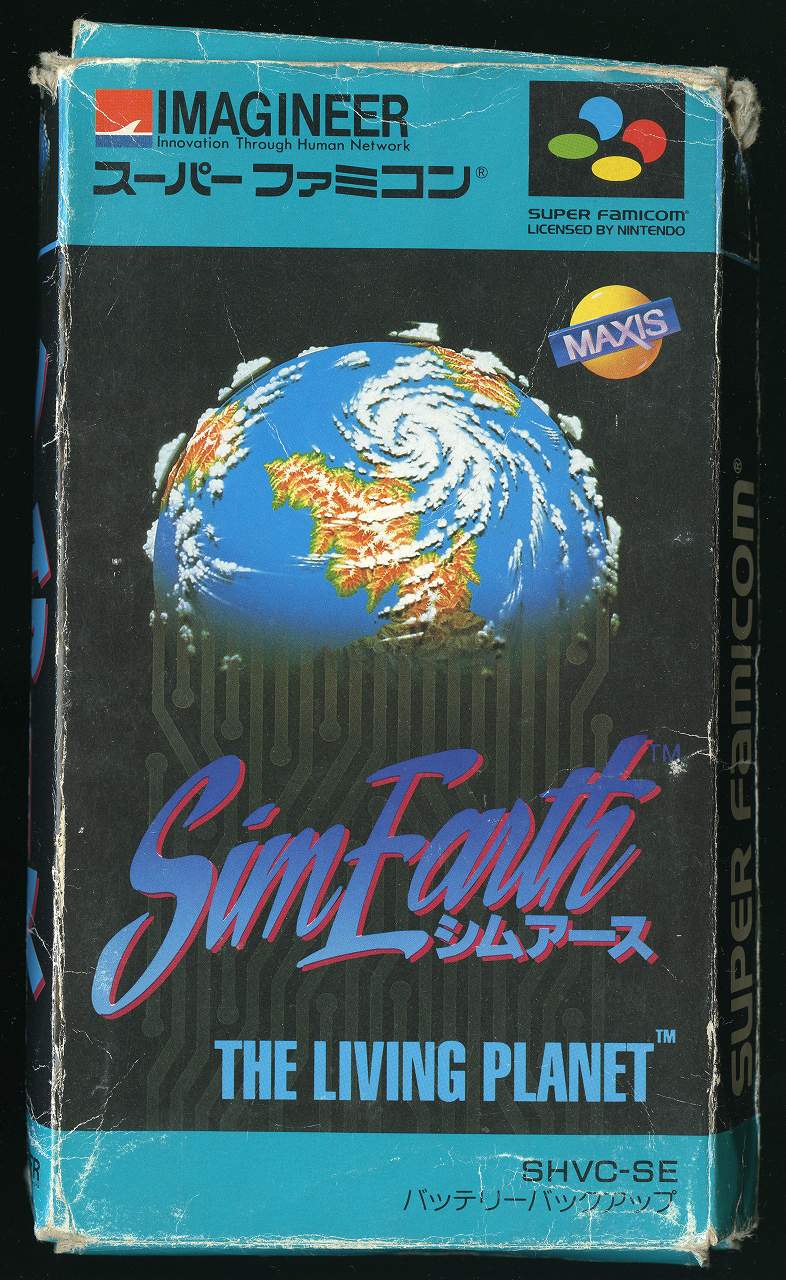 IMAGINEER
Innovation Through Human Network
スーパーファミコン®
SUPER FAMICOM®
LICENSED BY NINTENDO
MAXIS
SimEarth™
シムアース
THE LIVING PLANET™
SHVC-SE
バッテリーバックアップ
SUPER FAMICOM®